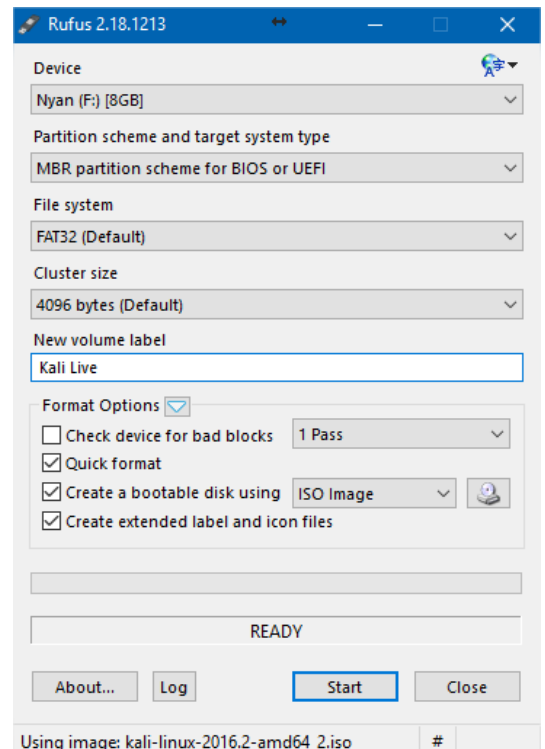 Rufus 2.18.1213
Device
Nyan (F:) [8GB]
Partition scheme and target system type
MBR partition scheme for BIOS or UEFI
File system
FAT32 (Default)
Cluster size
4096 bytes (Default)
New volume label
Kali Live
Format Options
Check device for bad blocks 1 Pass
Quick format
Create a bootable disk using ISO Image
Create extended label and icon files
READY
About... Log Start Close
Using image: kali-linux-2016.2-amd64_2.iso #